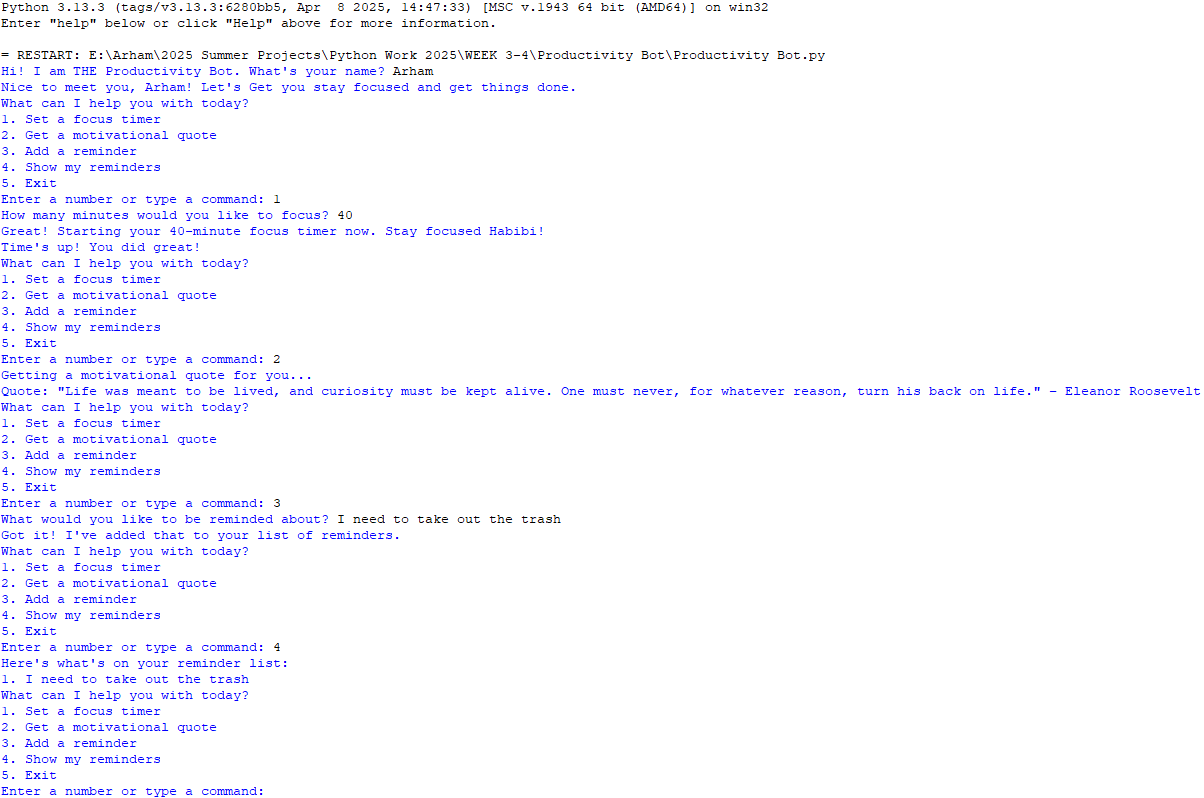 Python 3.13.3 (tags/v3.13.3:6280bb5, Apr  8 2025, 14:47:33) [MSC v.1943 64 bit (AMD64)] on win32
Enter "help" below or click "Help" above for more information.
= RESTART: E:\Arham\2025 Summer Projects\Python Work 2025\WEEK 3-4\Productivity Bot\Productivity Bot.py
Hi! I am THE Productivity Bot. What's your name? Arham
Nice to meet you, Arham! Let's Get you stay focused and get things done.
What can I help you with today?
1. Set a focus timer
2. Get a motivational quote
3. Add a reminder
4. Show my reminders
5. Exit
Enter a number or type a command: 1
How many minutes would you like to focus? 40
Great! Starting your 40-minute focus timer now. Stay focused Habibi!
Time's up! You did great!
What can I help you with today?
1. Set a focus timer
2. Get a motivational quote
3. Add a reminder
4. Show my reminders
5. Exit
Enter a number or type a command: 2
Getting a motivational quote for you...
Quote: "Life was meant to be lived, and curiosity must be kept alive. One must never, for whatever reason, turn his back on life." - Eleanor Roosevelt
What can I help you with today?
1. Set a focus timer
2. Get a motivational quote
3. Add a reminder
4. Show my reminders
5. Exit
Enter a number or type a command: 3
What would you like to be reminded about? I need to take out the trash
Got it! I've added that to your list of reminders.
What can I help you with today?
1. Set a focus timer
2. Get a motivational quote
3. Add a reminder
4. Show my reminders
5. Exit
Enter a number or type a command: 4
Here's what's on your reminder list:
1. I need to take out the trash
What can I help you with today?
1. Set a focus timer
2. Get a motivational quote
3. Add a reminder
4. Show my reminders
5. Exit
Enter a number or type a command: